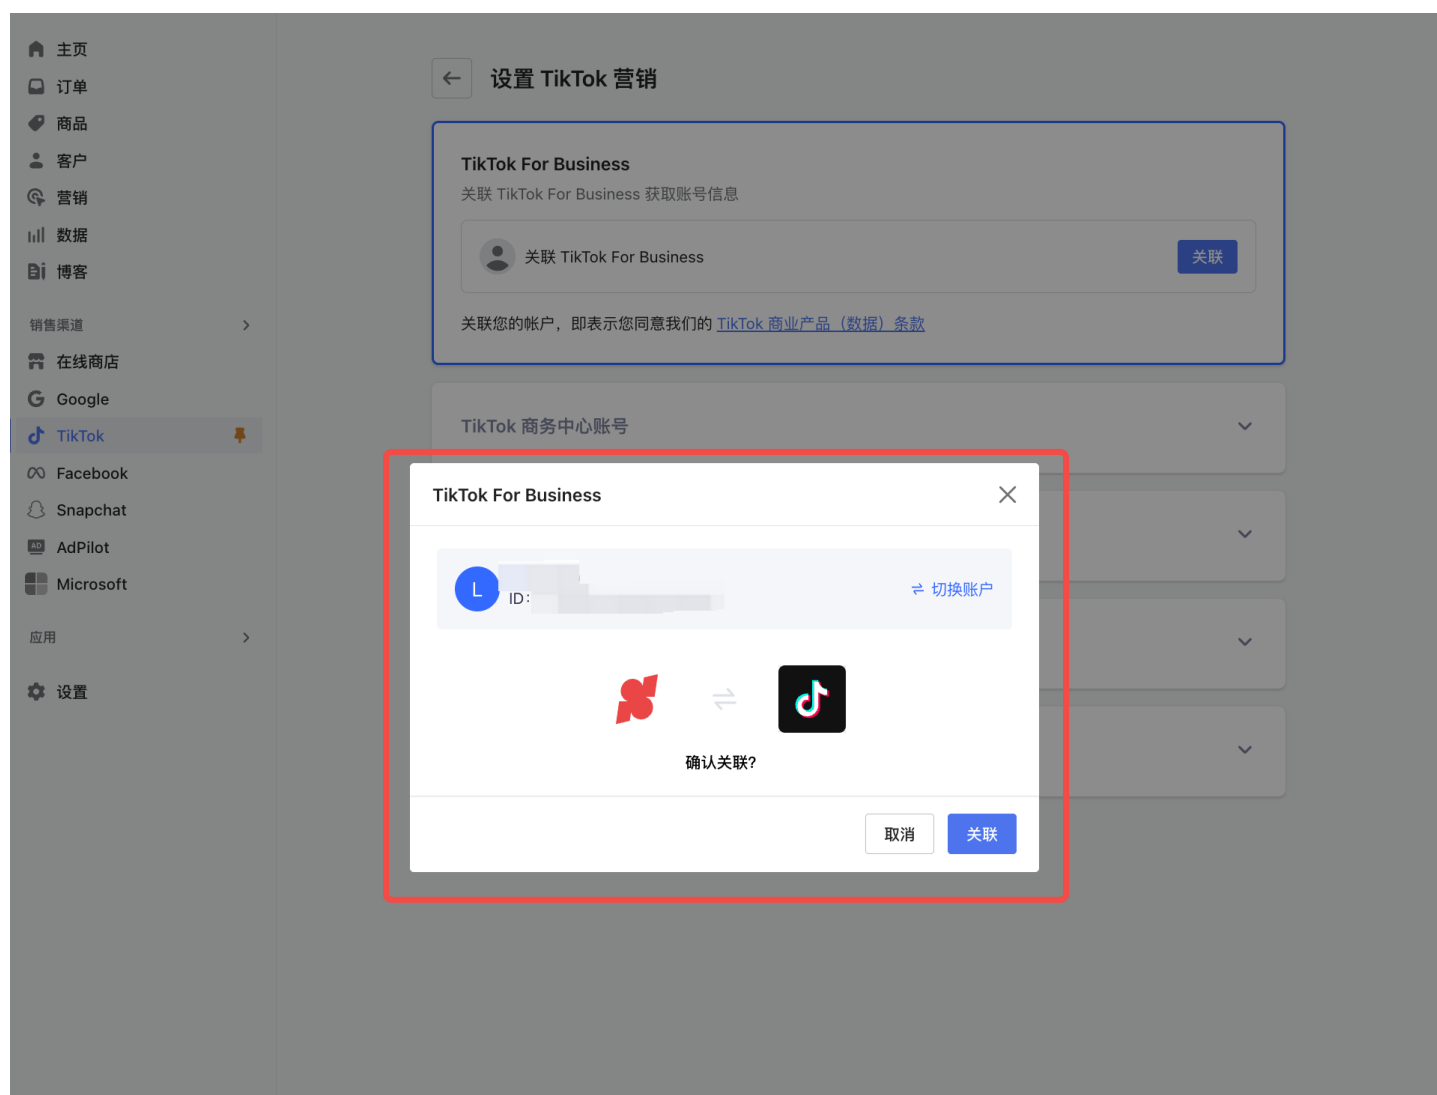 主页
订单
商品
客户
营销
数据
博客
销售渠道
在线商店
Google
TikTok
Facebook
Snapchat
AdPilot
Microsoft
应用
设置
设置 TikTok 营销
TikTok For Business
关联 TikTok For Business 获取账号信息
关联 TikTok For Business
关联
关联您的帐户，即表示您同意我们的 TikTok 商业产品（数据）条款
TikTok 商务中心账号
TikTok For Business
L
ID:
切换账户
确认关联?
取消
关联